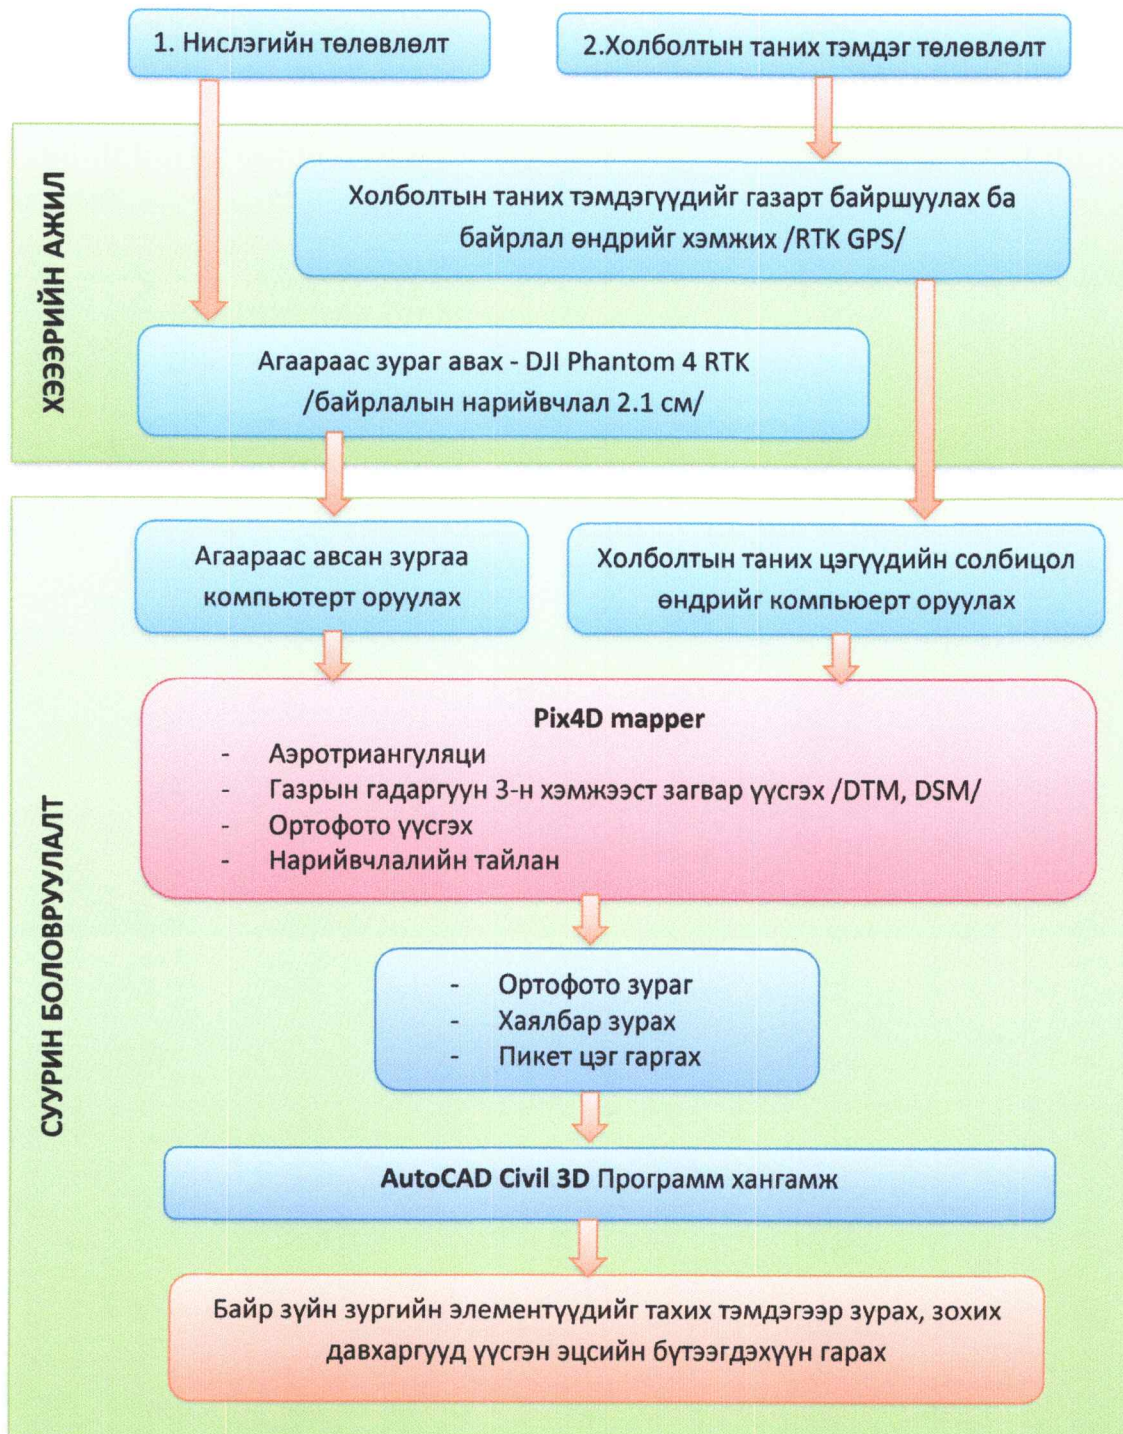 1. Нислэгийн төлөвлөлт
2.Холболтын таних тэмдэг төлөвлөлт
ХЭЭЭРИЙН АЖИЛ
Холболтын таних тэмдэгүүдийг газарт байршуулах ба
байрлал өндрийг хэмжих /RTK GPS/
Агаараас зураг авах - DJI Phantom 4 RTK
/байрлалын нарийвчлал 2.1 см/
СУУРИН БОЛОВРУУЛАЛТ
Агаараас авсан зургаа
компьютерт оруулах
Холболтын таних цэгүүдийн солбицол
өндрийг компьюерт оруулах
Pix4D mapper
- Аэротриангуляци
- Газрын гадаргуун 3-н хэмжээст загвар үүсгэх /DTM, DSM/
- Ортофото үүсгэх
- Нарийвчлалийн тайлан
- Ортофото зураг
- Хаялбар зурах
- Пикет цэг гаргах
AutoCAD Civil 3D Программ хангамж
Байр зүйн зургийн элементүүдийг тахих тэмдэгээр зурах, зохих
давхаргууд үүсгэн эцсийн бүтээгдэхүүн гарах